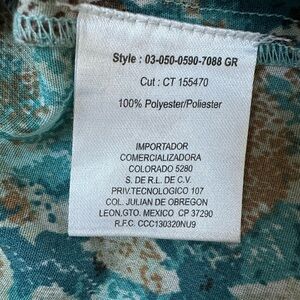 Style : 03-050-0590-7088 GR
Cut : CT 155470
100% Polyester/Poliester
IMPORTADOR
COMERCIALIZADORA
COLORADO 5280
S. DE R.L. DE C.V.
PRIV.TECNOLOGICO 107
COL. JULIAN DE OBREGON
LEON,GTO. MEXICO CP 37290
R.F.C. CCC130320NU9